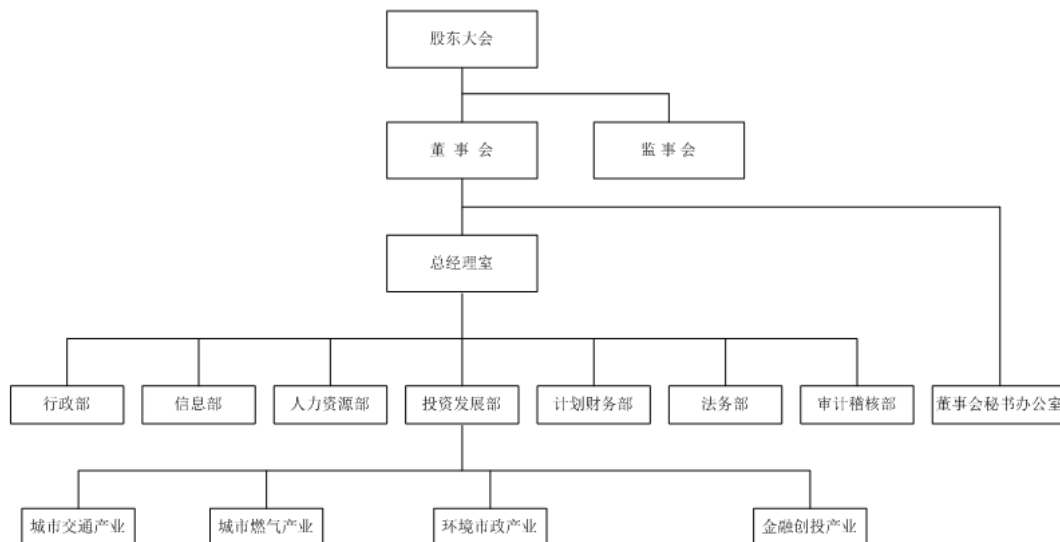 股东大会
董 事 会
监 事 会
总经理室
行政部
信息部
人力资源部
投资发展部
计划财务部
法务部
审计稽核部
董事会秘书办公室
城市交通产业
城市燃气产业
环境市政产业
金融创投产业